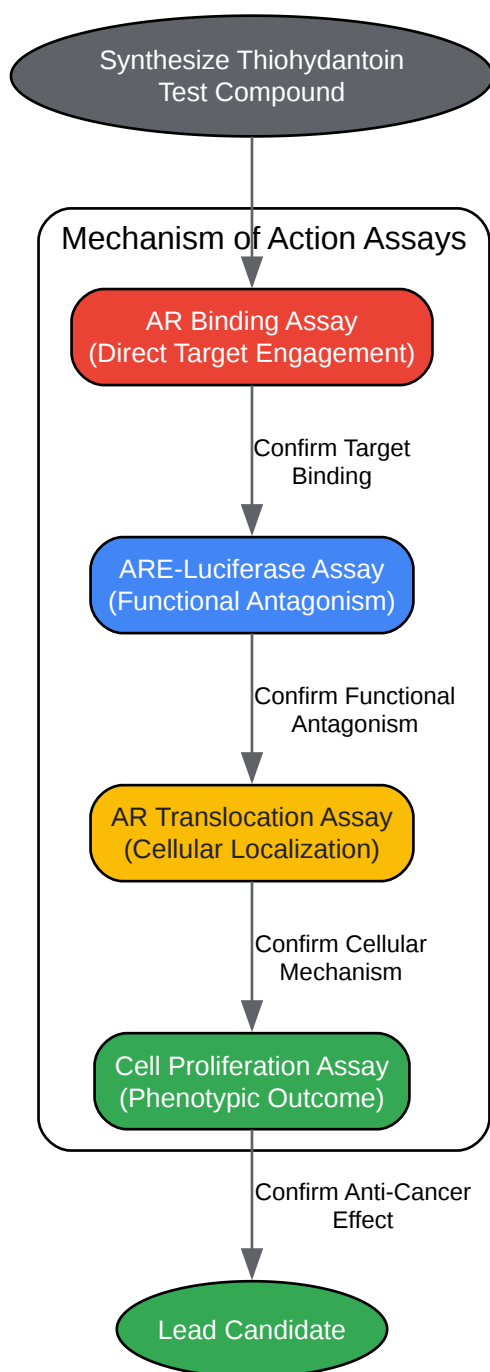 Synthesize Thiohydantoin
Test Compound
Mechanism of Action Assays
AR Binding Assay
(Direct Target Engagement)
Confirm Target
Binding
ARE-Luciferase Assay
(Functional Antagonism)
Confirm Functional
Antagonism
AR Translocation Assay
(Cellular Localization)
Confirm Cellular
Mechanism
Cell Proliferation Assay
(Phenotypic Outcome)
Confirm Anti-Cancer
Effect
Lead Candidate